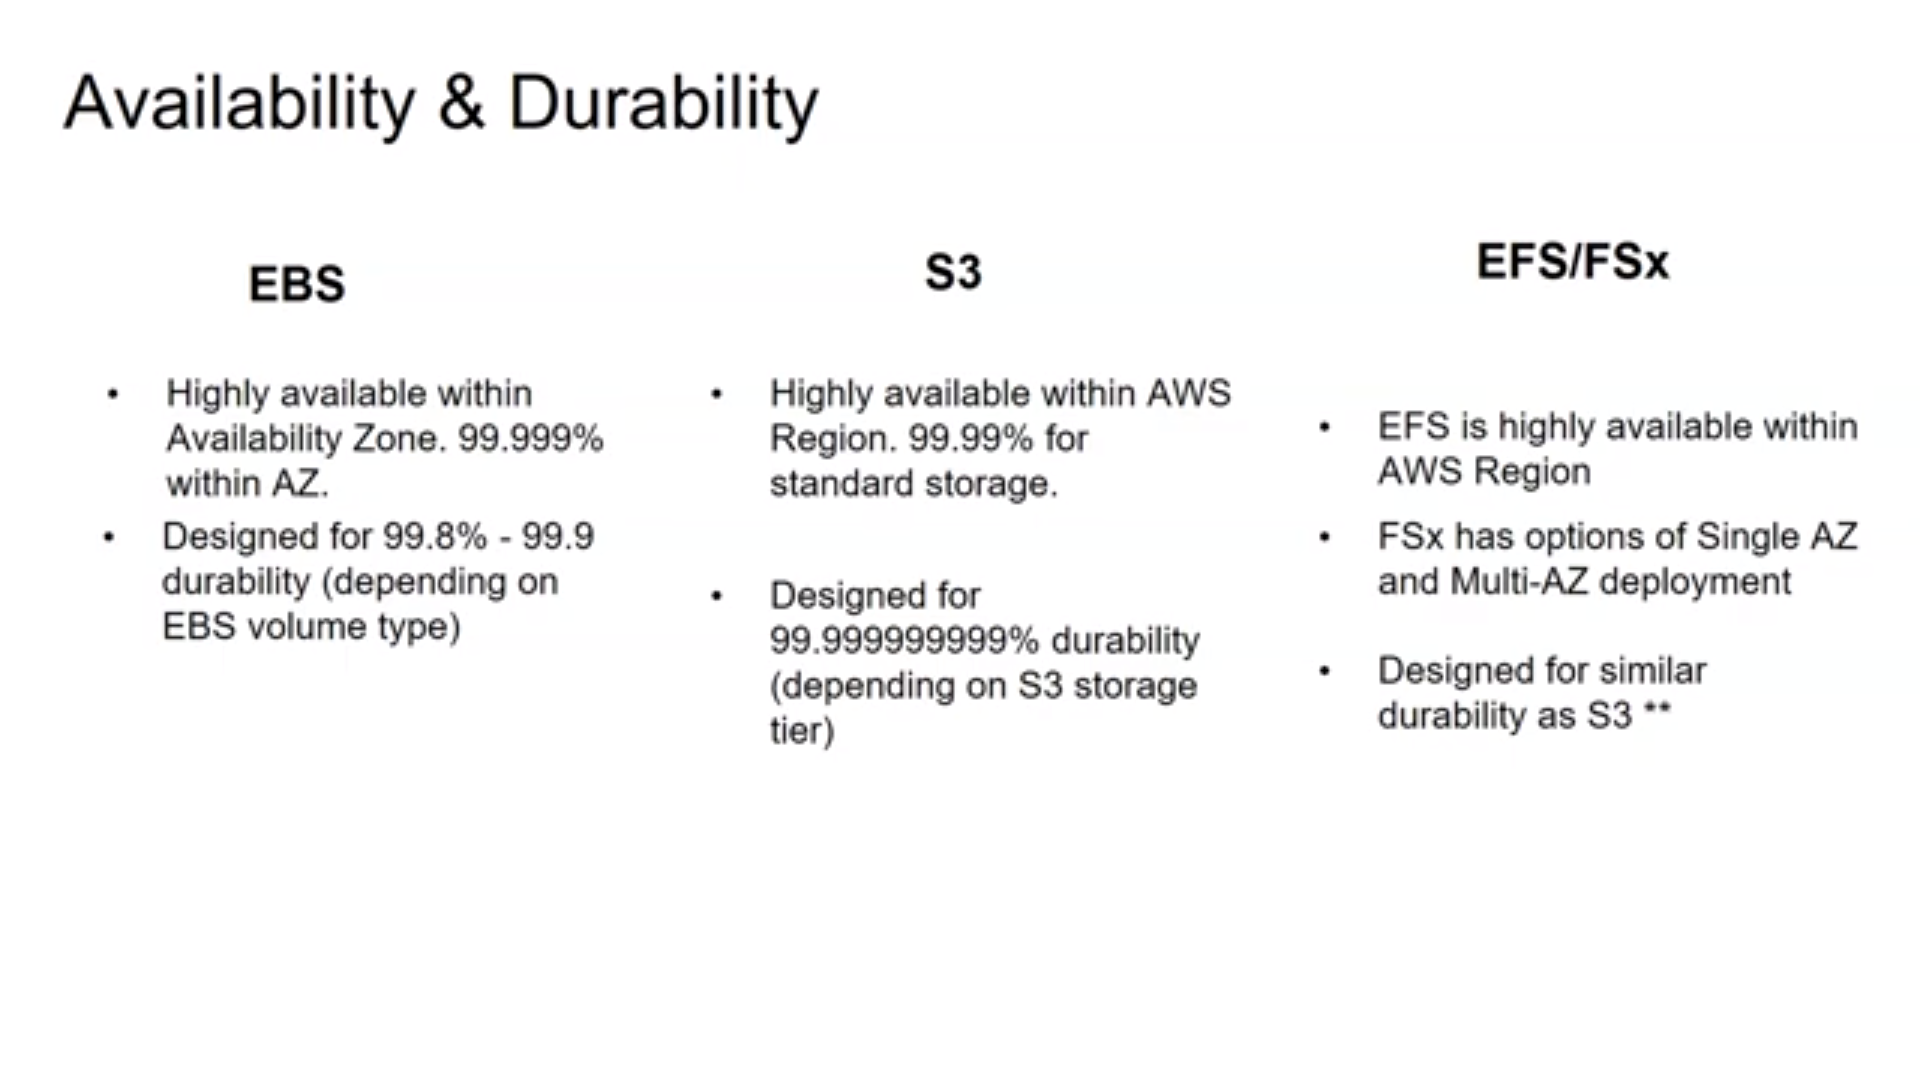 Availability & Durability
EBS
• Highly available within
Availability Zone. 99.999%
within AZ.
• Designed for 99.8% - 99.9
durability (depending on
EBS volume type)
S3
• Highly available within AWS
Region. 99.99% for
standard storage.
• Designed for
99.999999999% durability
(depending on S3 storage
tier)
EFS/FSx
• EFS is highly available within
AWS Region
• FSx has options of Single AZ
and Multi-AZ deployment
• Designed for similar
durability as S3 **